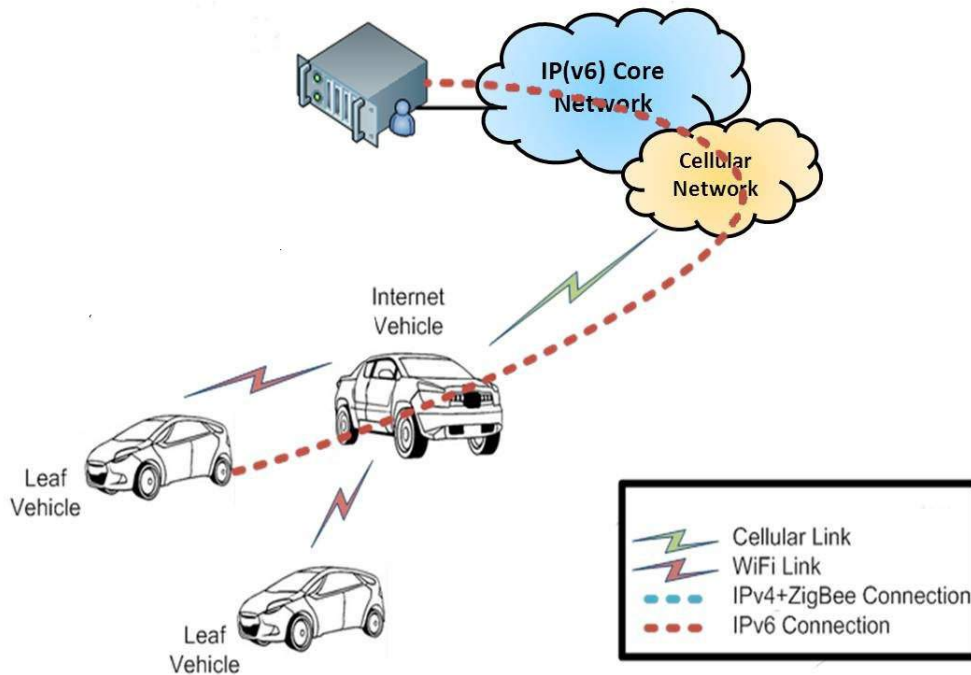 IP(v6) Core
Network
Cellular
Network
Internet
Vehicle
Leaf
Vehicle
Leaf
Vehicle
Cellular Link
WiFi Link
IPv4+ZigBee Connection
IPv6 Connection